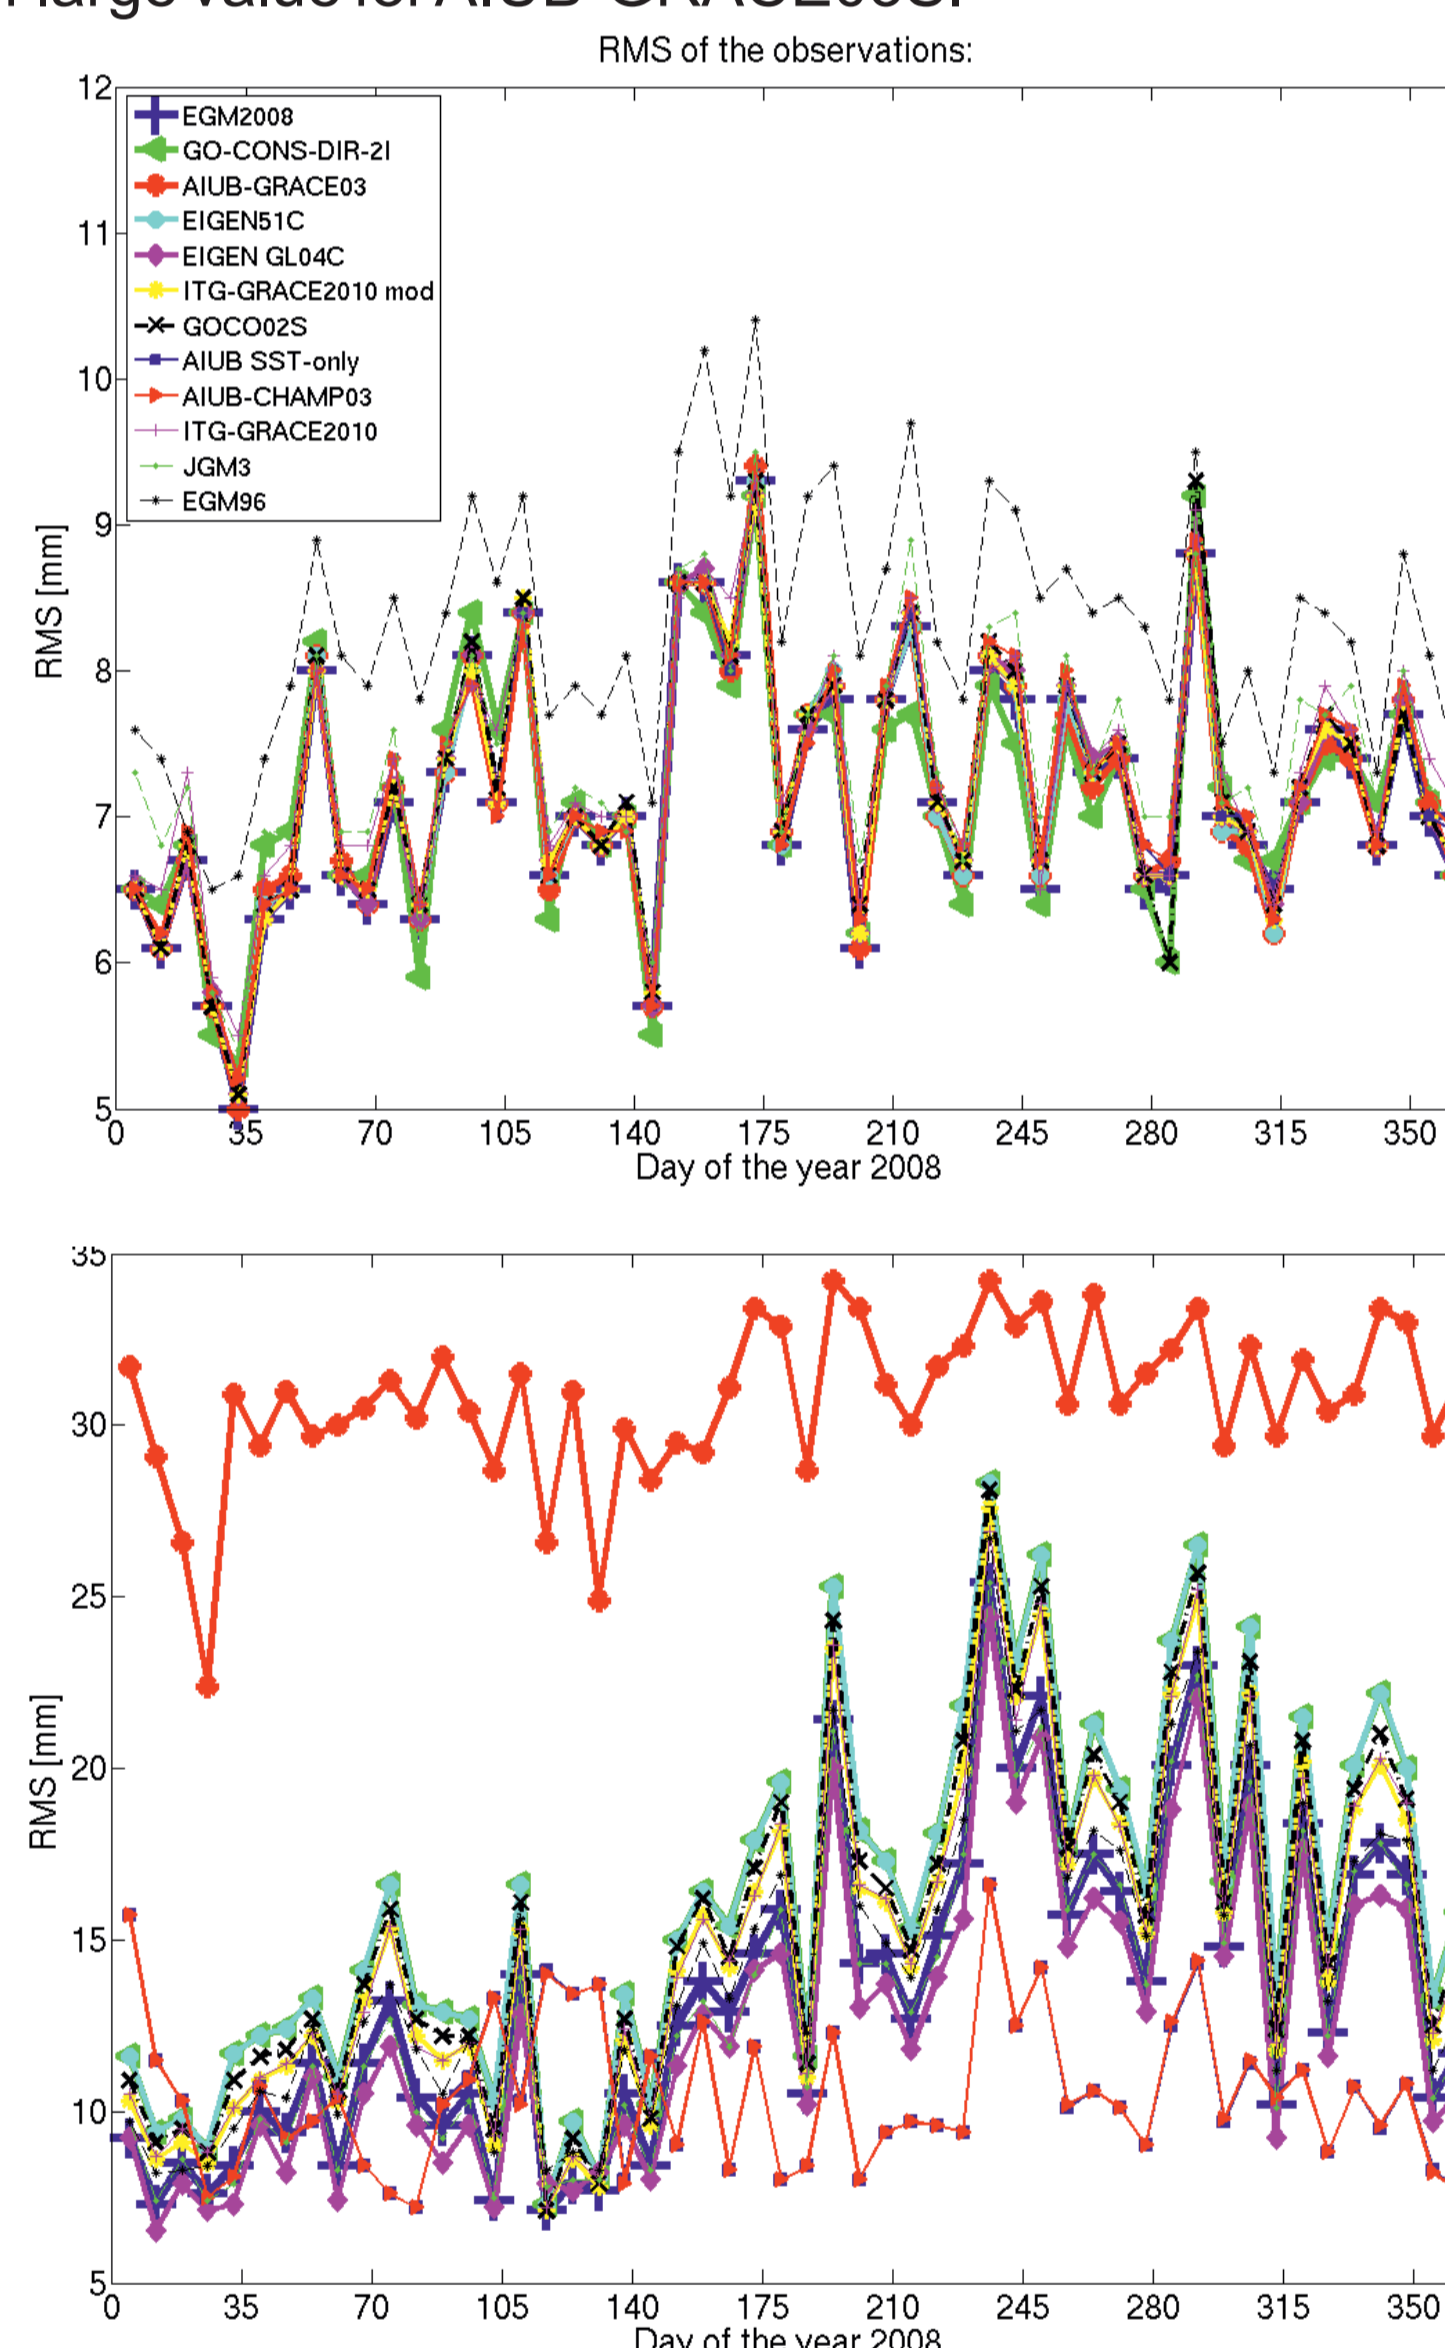 RMS of the observations:
12
EGM2008
GO-CONS-DIR-2I
AIUB-GRACE03
EIGEN51C
EIGEN GL04C
ITG-GRACE2010 mod
GOCO02S
AIUB SST-only
AIUB-CHAMP03
ITG-GRACE2010
JGM3
EGM96
11
10
9
8
7
6
5
RMS [mm]
0 35 70 105 140 175 210 245 280 315 350
Day of the year 2008
35
30
25
20
15
10
5
RMS [mm]
0 35 70 105 140 175 210 245 280 315 350
Day of the year 2008